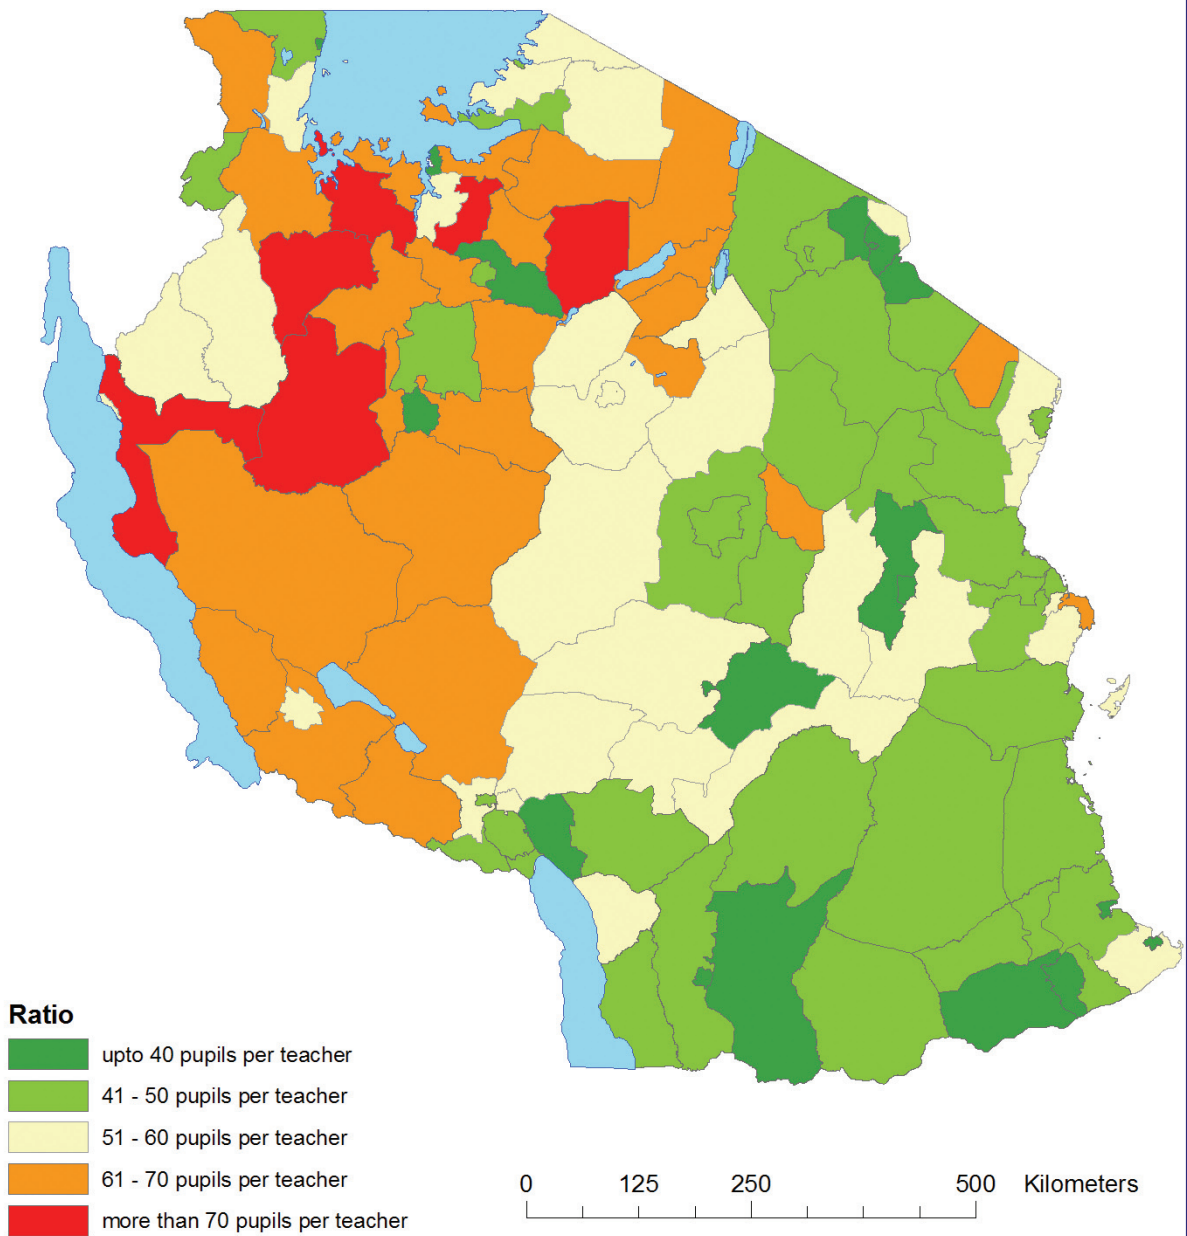 Ratio
upto 40 pupils per teacher
41 - 50 pupils per teacher
51 - 60 pupils per teacher
61 - 70 pupils per teacher
more than 70 pupils per teacher
0 125 250 500 Kilometers